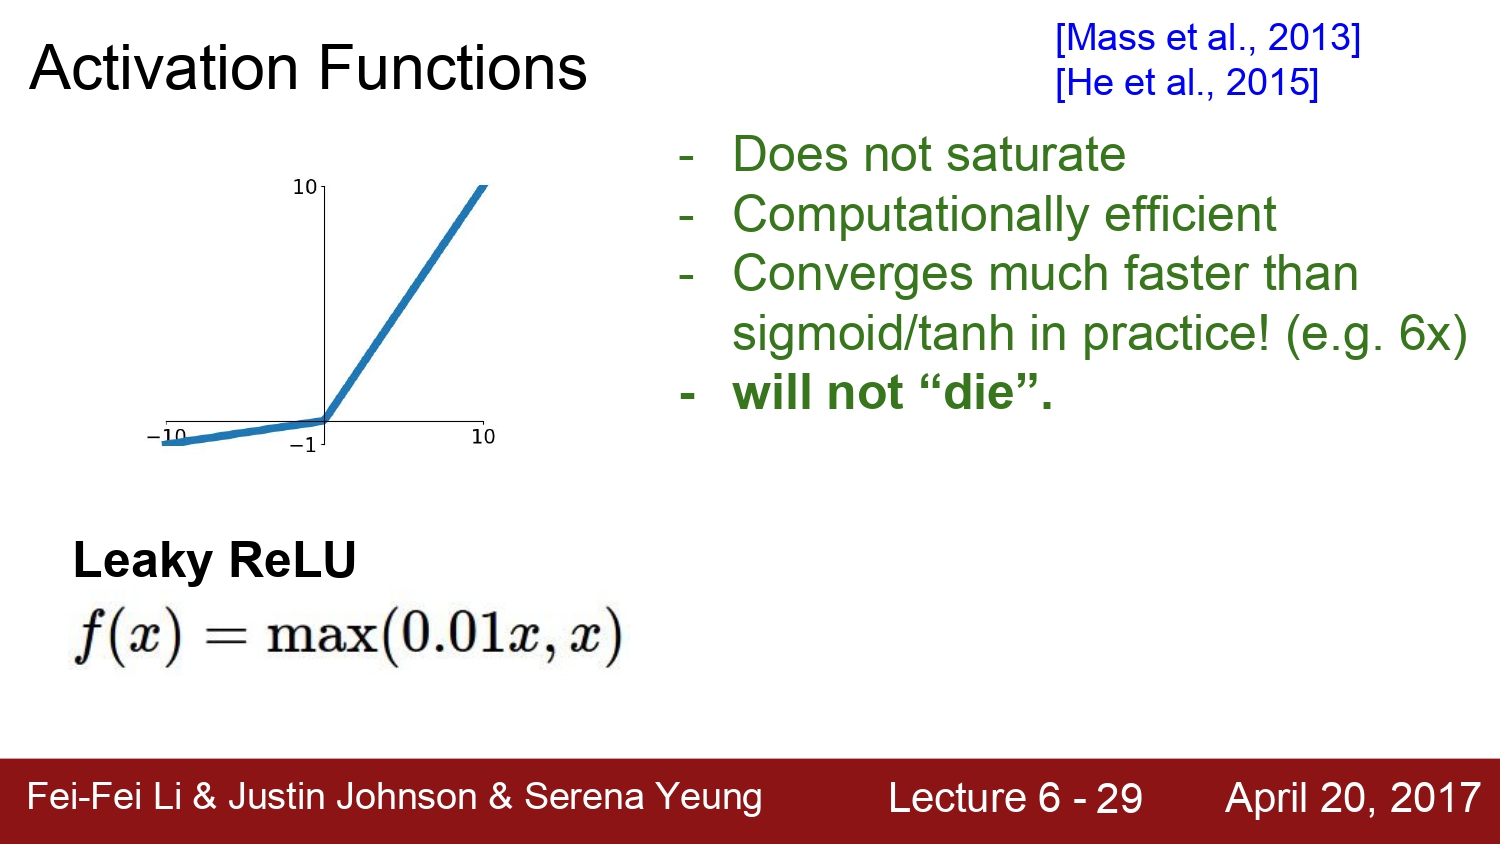 Activation Functions
[Mass et al., 2013]
[He et al., 2015]
- Does not saturate
- Computationally efficient
- Converges much faster than
sigmoid/tanh in practice! (e.g. 6x)
- will not “die”.
10
−10
−1
10
Leaky ReLU
f(x) = max(0.01x, x)
Fei-Fei Li & Justin Johnson & Serena Yeung
Lecture 6 - 29
April 20, 2017